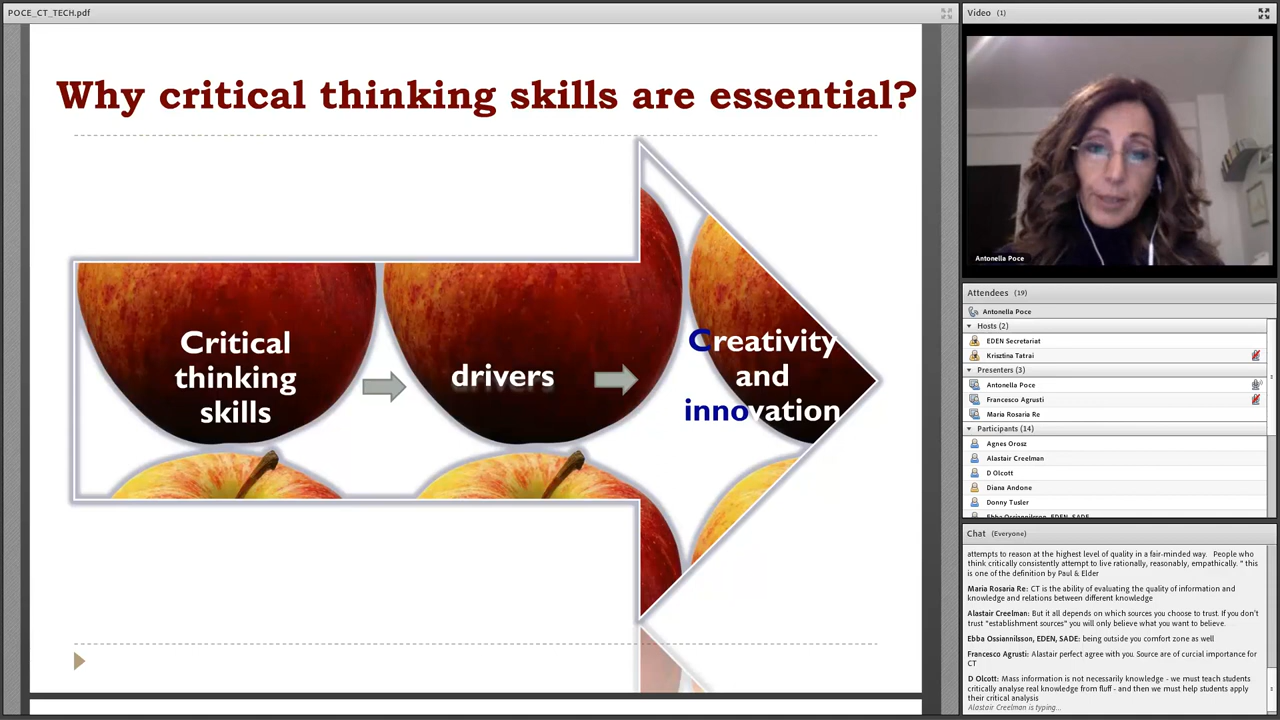 POCE_CT_TECH.pdf
Why critical thinking skills are essential?
Critical
thinking
skills
drivers
Creativity
and
innovation
Video (1)
Antonella Poce
Attendees (19)
Antonella Poce
Hosts (2)
EDEN Secretariat
Krisztina Tatrai
Presenters (3)
Antonella Poce
Francesco Agrusti
Maria Rosaria Re
Participants (14)
Agnes Orosz
Alastair Creelman
D Olcott
Diana Andone
Donny Tusler
Ebba Ossiannilsson, EDEN, SADE
Chat (Everyone)
attempts to reason at the highest level of quality in a fair-minded way. People who
think critically consistently attempt to live rationally, reasonably, empathically. " this
is one of the definition by Paul & Elder
Maria Rosaria Re: CT is the ability of evaluating the quality of information and
knowledge and relations between different knowledge
Alastair Creelman: But it all depends on which sources you choose to trust. If you don't
trust "establishment sources" you will only believe what you want to believe.
Ebba Ossiannilsson, EDEN, SADE: being outside you comfort zone as well
Francesco Agrusti: Alastair perfect agree with you. Source are of curcial importance for
CT
D Olcott: Mass information is not necessarily knowledge - we must teach students
critically analyse real knowledge from fluff - and then we must help students apply
their critical analysis
Alastair Creelman is typing...